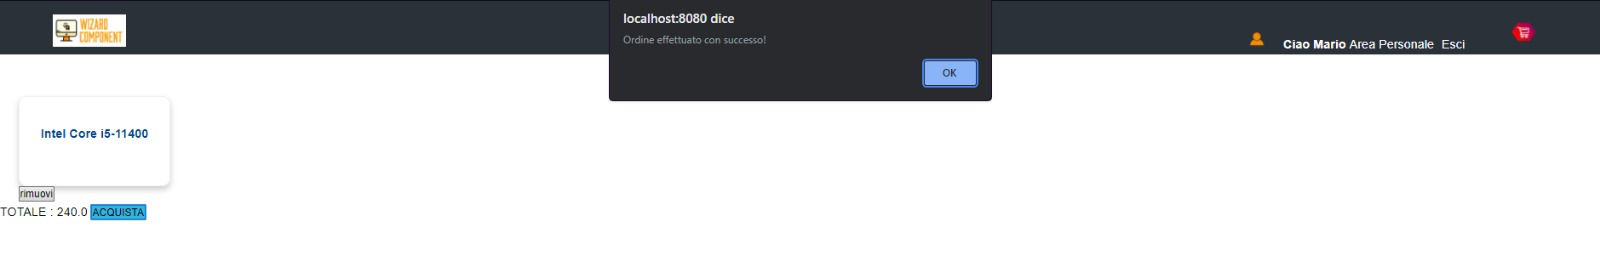 WIZARD
COMPONENT
localhost:8080 dice
Ordine effettuato con successo!
OK
Ciao Mario Area Personale Esci
Intel Core i5-11400
rimuovi
TOTALE : 240.0 ACQUISTA